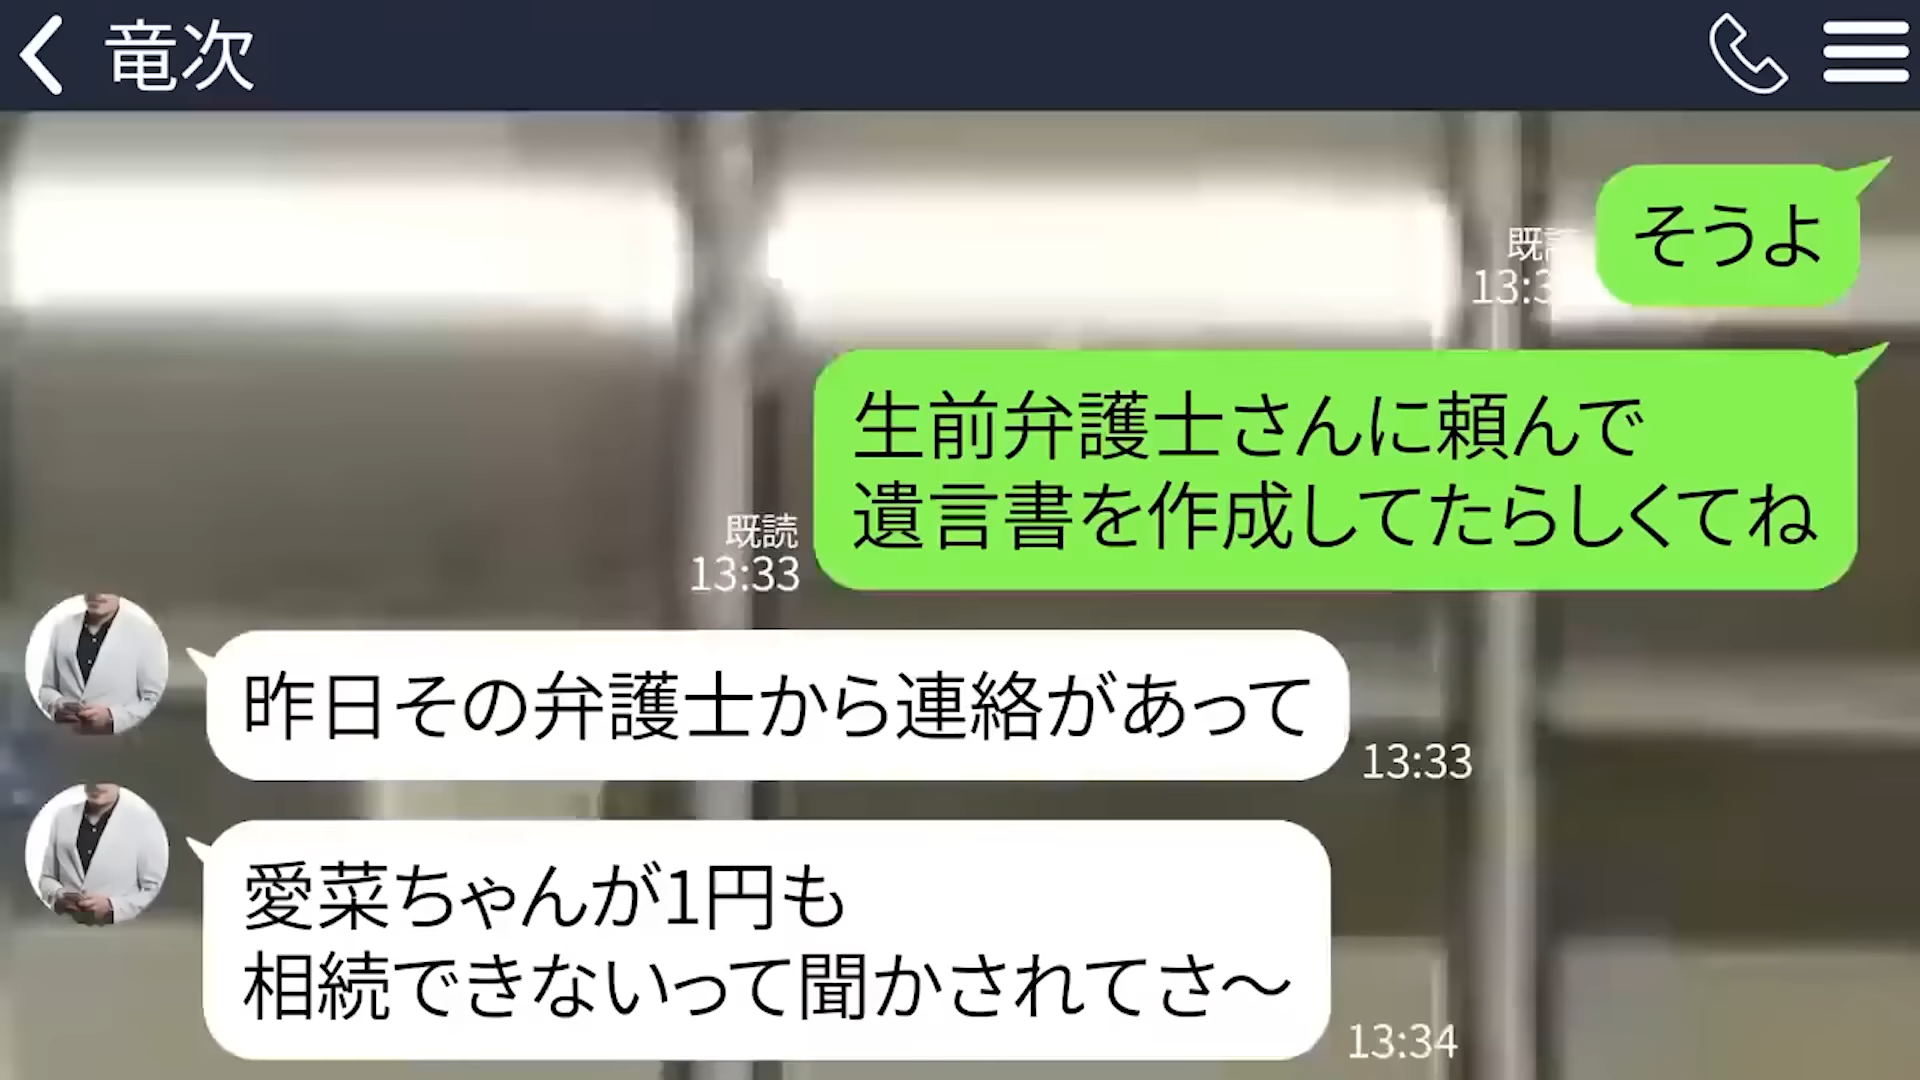 竜次
そうよ
既読
生前弁護士さんに頼んで
遺言書を作成してたらしくてね
既読
13:33
昨日その弁護士から連絡があって
13:33
愛菜ちゃんが1円も
相続できないって聞かされてさ～
13:34